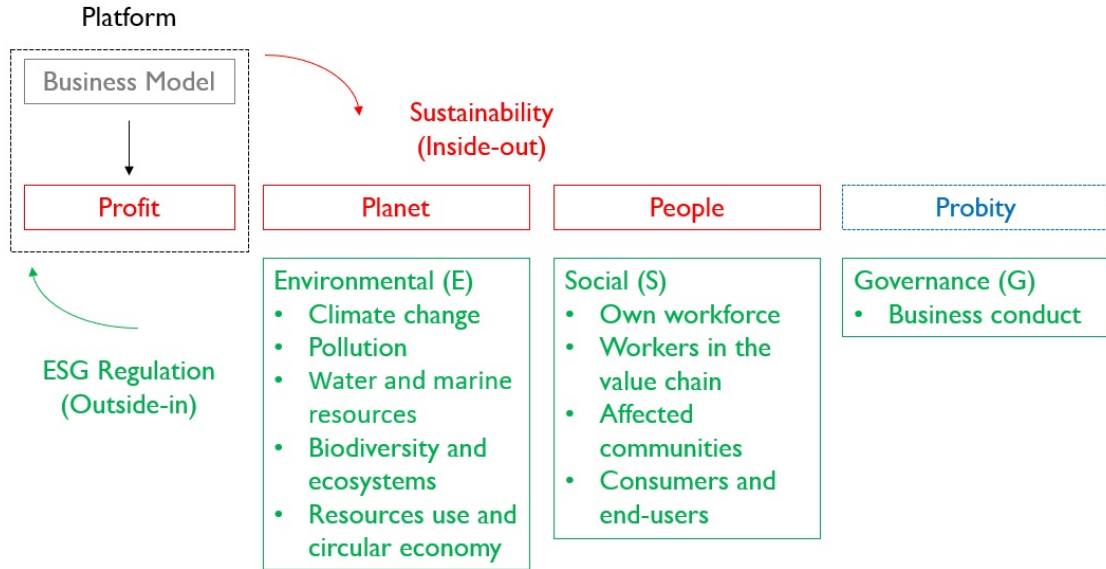 Platform
Business Model
Sustainability
(Inside-out)
Profit
Planet
People
Probity
Environmental (E)
• Climate change
• Pollution
• Water and marine
resources
• Biodiversity and
ecosystems
• Resources use and
circular economy
Social (S)
• Own workforce
• Workers in the
value chain
• Affected
communities
• Consumers and
end-users
Governance (G)
• Business conduct
ESG Regulation
(Outside-in)